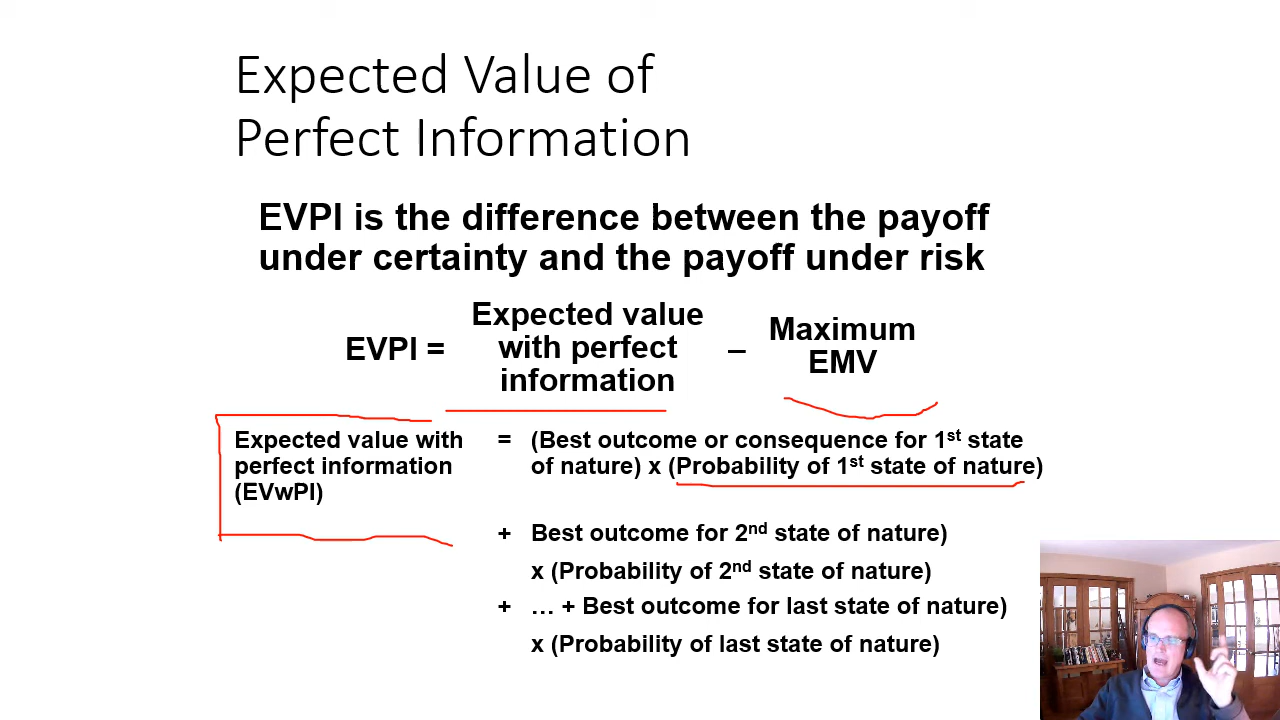 Expected Value of
Perfect Information
EVPI is the difference between the payoff
under certainty and the payoff under risk
EVPI = Expected value with perfect information – Maximum EMV
Expected value with perfect information (EVwPI)
= (Best outcome or consequence for 1st state
of nature) x (Probability of 1st state of nature)
+ Best outcome for 2nd state of nature)
x (Probability of 2nd state of nature)
+ … + Best outcome for last state of nature)
x (Probability of last state of nature)